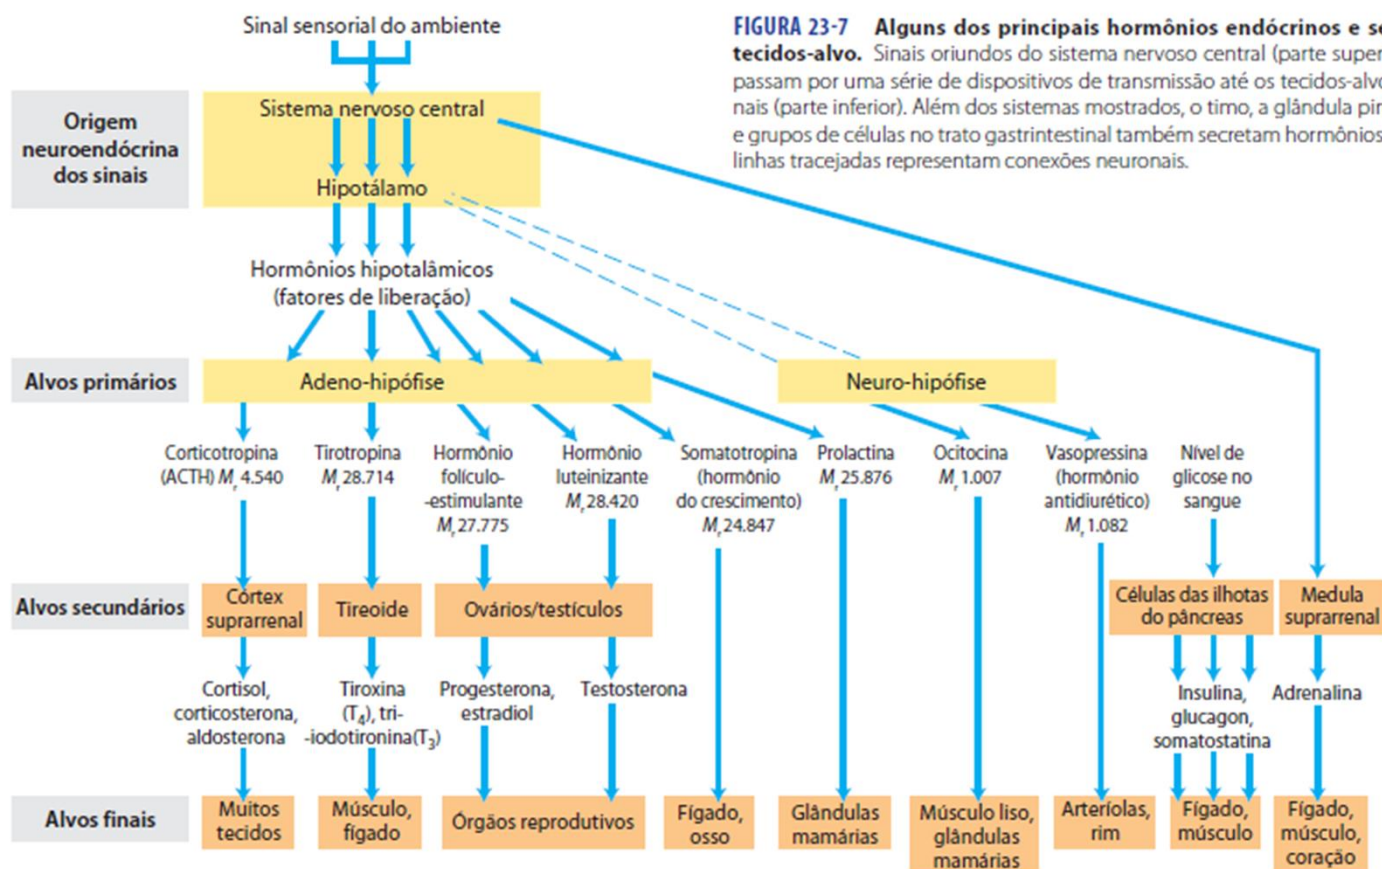 Sinal sensorial do ambiente
FIGURA 23-7 Alguns dos principais hormônios endócrinos e
tecidos-alvo. Sinais oriundos do sistema nervoso central (parte
passam por uma série de dispositivos de transmissão até os
nais (parte inferior). Além dos sistemas mostrados, o timo, a glândula
e grupos de células no trato gastrintestinal também secretam hormônios
linhas tracejadas representam conexões neuronais.
Origem
neuroendócrina
dos sinais
Sistema nervoso central
Hipotálamo
Hormônios hipotalâmicos
(fatores de liberação)
Alvos primários
Adeno-hipófise
Neuro-hipófise
Corticotropina
(ACTH) Mr 4.540
Tirotropina
Mr 28.714
Hormônio
folículo-
-estimulante
Mr 27.775
Hormônio
luteinizante
Mr 28.420
Somatotropina
(hormônio
do crescimento)
Mr 24.847
Prolactina
Mr 25.876
Ocitocina
Mr 1.007
Vasopressina
(hormônio
antidiurético)
Mr 1.082
Nível de
glicose no
sangue
Alvos secundários
Córtex
suprarrenal
Tireoide
Ovários/testículos
Células das ilhotas
do pâncreas
Medula
suprarrenal
Cortisol,
corticosterona,
aldosterona
Tiroxina
(T4), tri-
-iodotironina(T3)
Progesterona,
estradiol
Testosterona
Insulina,
glucagon,
somatostatina
Adrenalina
Alvos finais
Muitos
tecidos
Músculo,
fígado
Órgãos reprodutivos
Fígado,
osso
Glândulas
mamárias
Músculo liso,
glândulas
mamárias
Arteríolas,
rim
Fígado,
músculo
Fígado,
músculo,
coração